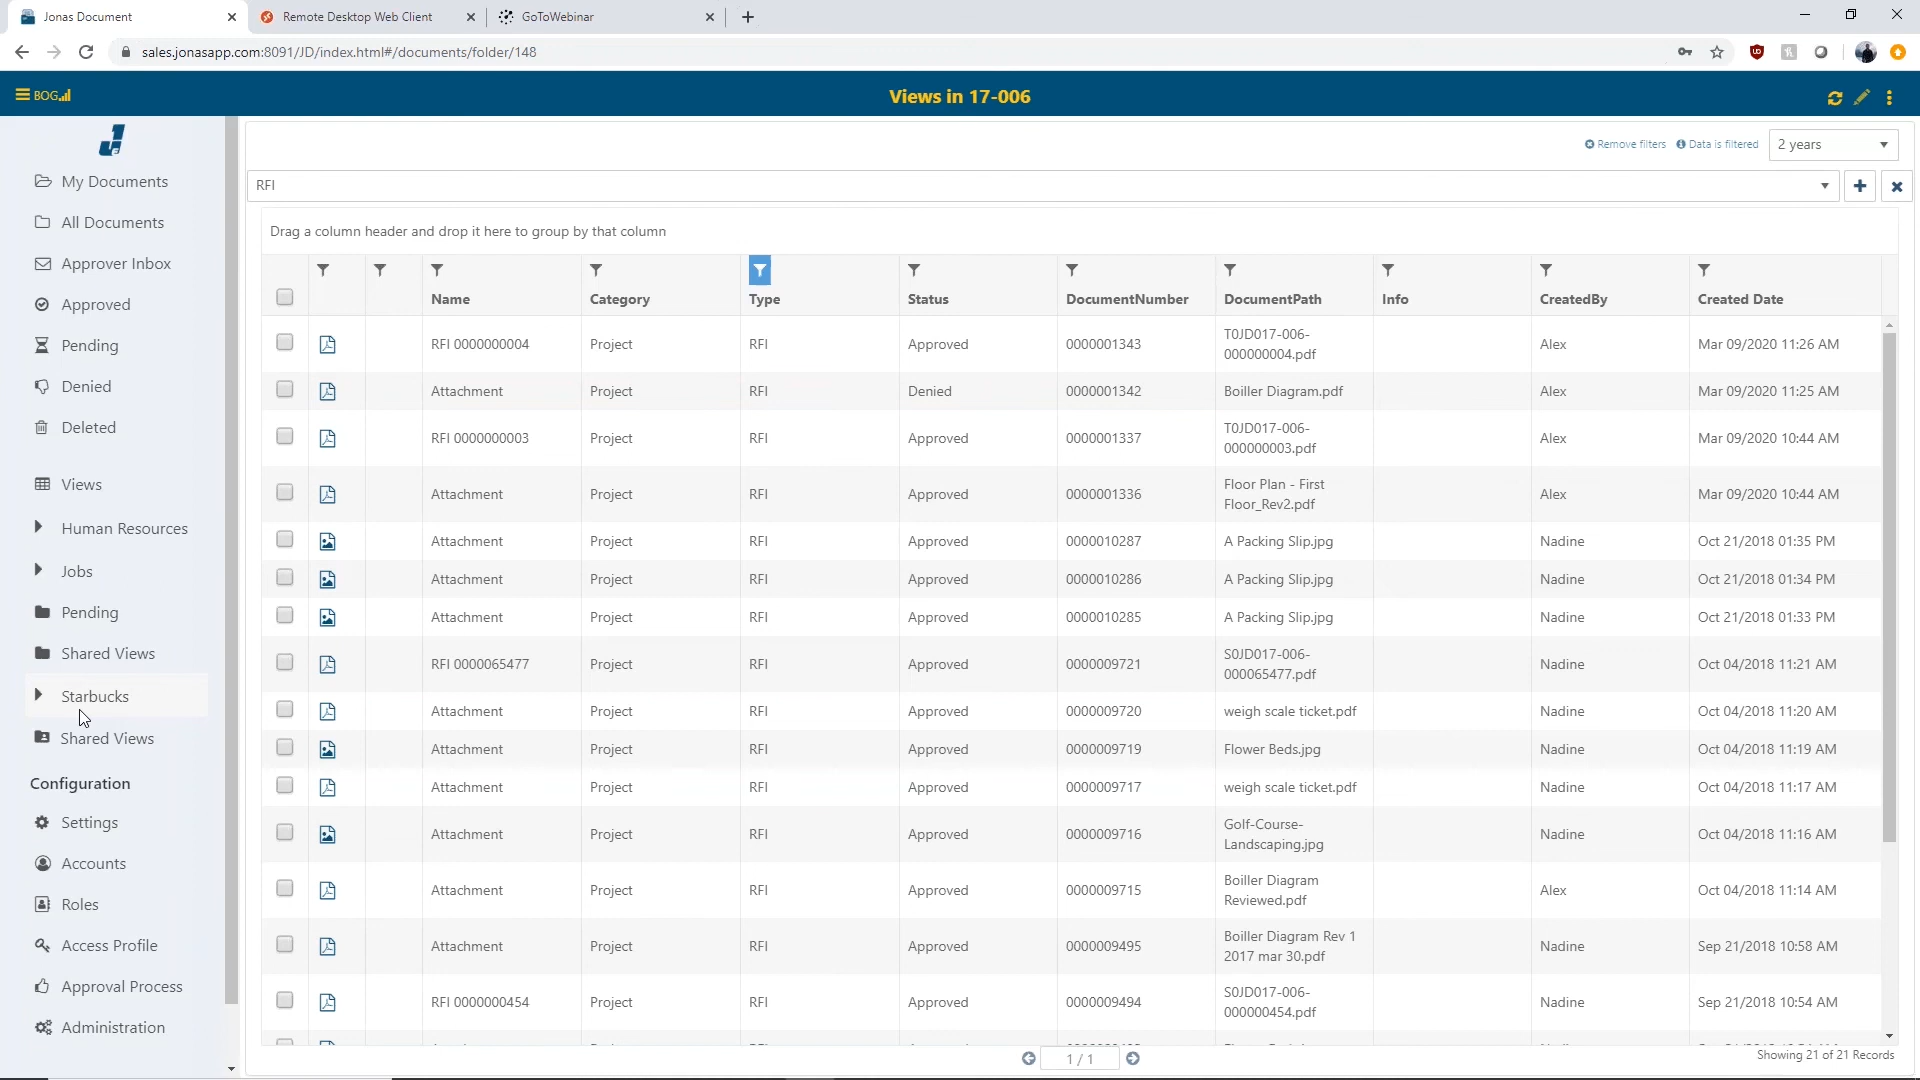 Jonas Document
Remote Desktop Web Client
GoToWebinar
sales.jonasapp.com:8091/JD/index.html#/documents/folder/148
BOG
Views in 17-006
My Documents
All Documents
Approver Inbox
Approved
Pending
Denied
Deleted
Views
Human Resources
Jobs
Pending
Shared Views
Starbucks
Shared Views
Configuration
Settings
Accounts
Roles
Access Profile
Approval Process
Administration
Remove filters Data is filtered 2 years
RFI
Drag a column header and drop it here to group by that column
Name Category Type Status DocumentNumber DocumentPath Info CreatedBy Created Date
RFI 0000000004 Project RFI Approved 0000001343 T0JD017-006-
000000004.pdf Alex Mar 09/2020 11:26 AM
Attachment Project RFI Denied 0000001342 Boiller Diagram.pdf Alex Mar 09/2020 11:25 AM
RFI 0000000003 Project RFI Approved 0000001337 T0JD017-006-
000000003.pdf Alex Mar 09/2020 10:44 AM
Attachment Project RFI Approved 0000001336 Floor Plan - First
Floor_Rev2.pdf Alex Mar 09/2020 10:44 AM
Attachment Project RFI Approved 0000010287 A Packing Slip.jpg Nadine Oct 21/2018 01:35 PM
Attachment Project RFI Approved 0000010286 A Packing Slip.jpg Nadine Oct 21/2018 01:34 PM
Attachment Project RFI Approved 0000010285 A Packing Slip.jpg Nadine Oct 21/2018 01:33 PM
RFI 0000065477 Project RFI Approved 0000009721 S0JD017-006-
000065477.pdf Nadine Oct 04/2018 11:21 AM
Attachment Project RFI Approved 0000009720 weigh scale ticket.pdf Nadine Oct 04/2018 11:20 AM
Attachment Project RFI Approved 0000009719 Flower Beds.jpg Nadine Oct 04/2018 11:19 AM
Attachment Project RFI Approved 0000009717 weigh scale ticket.pdf Nadine Oct 04/2018 11:17 AM
Attachment Project RFI Approved 0000009716 Golf-Course-
Landscaping.jpg Nadine Oct 04/2018 11:16 AM
Attachment Project RFI Approved 0000009715 Boiller Diagram
Reviewed.pdf Alex Oct 04/2018 11:14 AM
Attachment Project RFI Approved 0000009495 Boiller Diagram Rev 1
2017 mar 30.pdf Nadine Sep 21/2018 10:58 AM
RFI 0000000454 Project RFI Approved 0000009494 S0JD017-006-
000000454.pdf Nadine Sep 21/2018 10:54 AM
1 / 1
Showing 21 of 21 Records